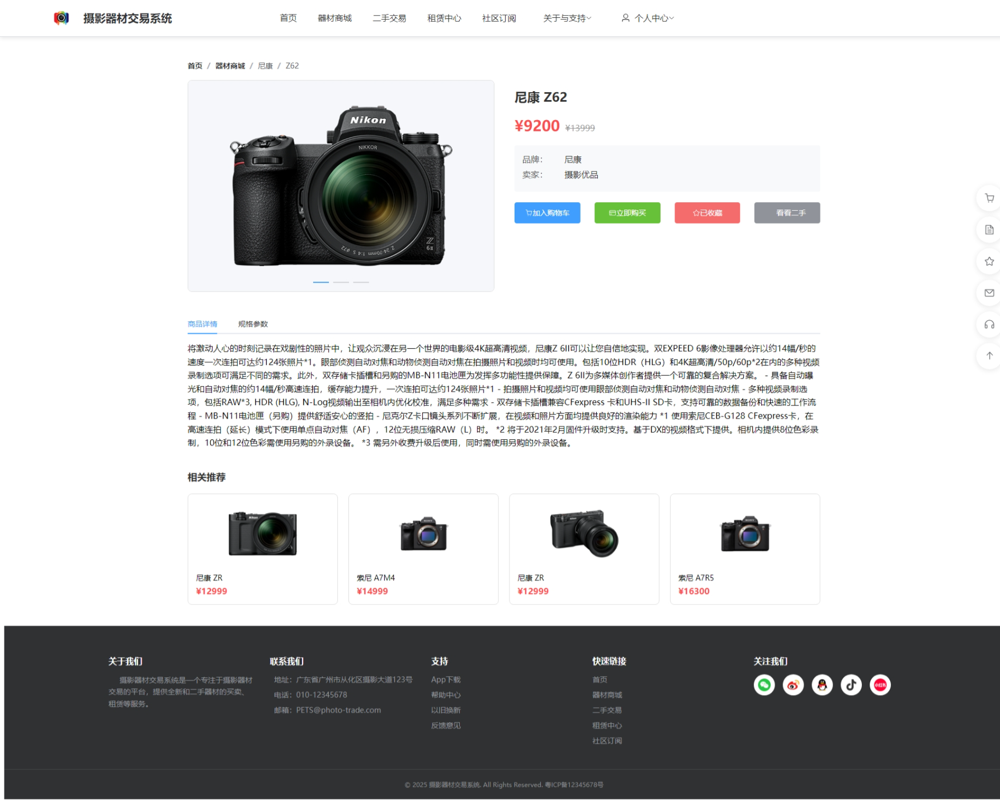 摄影器材交易系统
首页 器材商城 二手交易 租赁中心 社区订阅 关于与支持 个人中心
首页 / 器材商城 / 尼康 / Z62
Nikon
NIKKOR
Z 24-70mm 1:4 S ø72
Z
6II
尼康 Z62
¥9200 ¥13999
品牌： 尼康
卖家： 摄影优品
加入购物车 立即购买 已收藏 看看二手
商品详情 规格参数
将激动人心的时刻记录在戏剧性的照片中，让观众沉浸在另一个世界的电影级4K超高清视频，尼康Z 6II可以让您自信地实现。双EXPEED 6影像处理器允许以约14幅/秒的
速度一次连拍可达约124张照片*1。眼部侦测自动对焦和动物侦测自动对焦在拍摄照片和视频时均可使用。包括10位HDR（HLG）和4K超高清/50p/60p*2在内的多种视频
录制选项可满足不同的需求。此外，双存储卡插槽和另购的MB-N11电池匣为发挥多功能性提供保障。Z 6II为多媒体创作者提供一个可靠的复合解决方案。 - 具备自动曝
光和自动对焦的约14幅/秒高速连拍，缓存能力提升，一次连拍可达约124张照片*1 - 拍摄照片和视频均可使用眼部侦测自动对焦和动物侦测自动对焦 - 多种视频录制选
项，包括RAW*3, HDR (HLG), N-Log视频输出至相机内优化校准，满足多种需求 - 双存储卡插槽兼容CFexpress 卡和UHS-II SD卡，支持可靠的数据备份和快速的工作流
程 - MB-N11电池匣（另购）提供舒适安心的竖拍 - 尼克尔Z卡口镜头系列不断扩展，在视频和照片方面均提供良好的渲染能力 *1 使用索尼CEB-G128 CFexpress卡，在
高速连拍（延长）模式下使用单点自动对焦（AF），12位无损压缩RAW（L）时。 *2 将于2021年2月固件升级时支持。基于DX的视频格式下提供。相机内提供8位色彩录
制，10位和12位色彩需使用另购的外录设备。 *3 需另外收费升级后使用，同时需使用另购的外录设备。
相关推荐
尼康 ZR
¥12999
索尼 A7M4
¥14999
尼康 ZR
¥12999
索尼 A7R5
¥16300
关于我们
摄影器材交易系统是一个专注于摄影器材
交易的平台，提供全新和二手器材的买卖、
租赁等服务。
联系我们
地址：广东省广州市从化区摄影大道123号
电话：010-12345678
邮箱：PETS@photo-trade.com
支持
App下载
帮助中心
以旧换新
反馈意见
快速链接
首页
器材商城
二手交易
租赁中心
社区订阅
关注我们
小红书
© 2025 摄影器材交易系统. All Rights Reserved. 粤ICP备12345678号